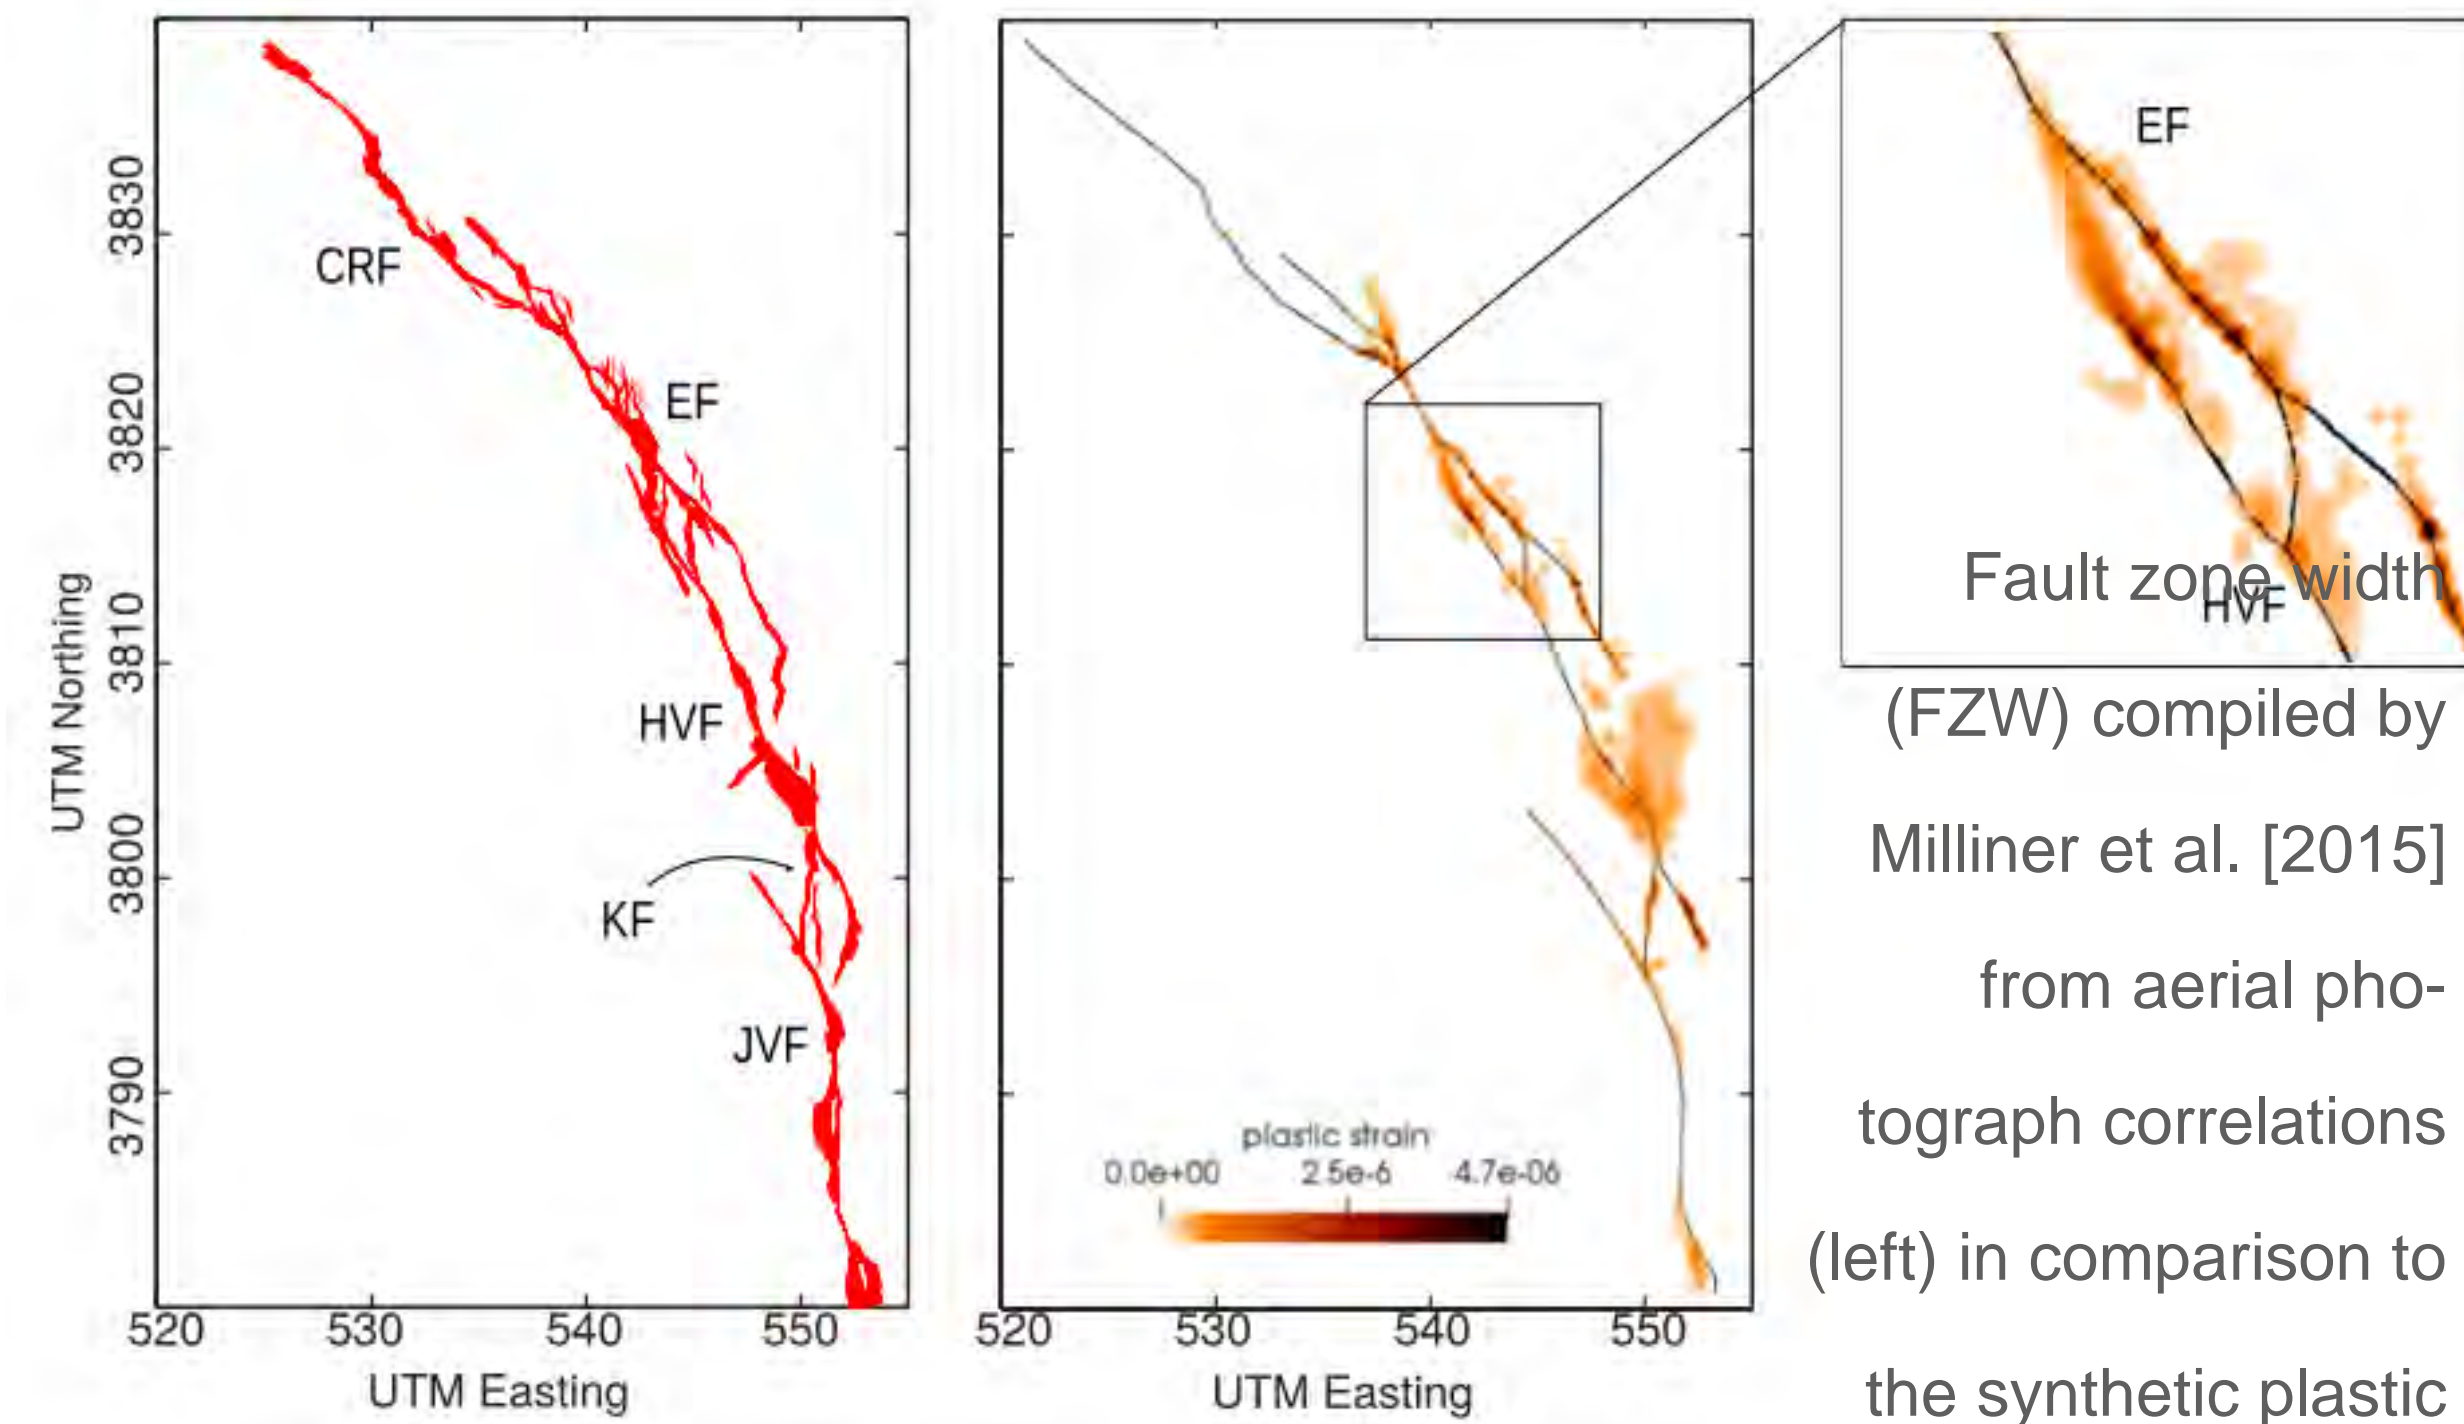 3830
3820
3810
3800
3790
UTM Northing
CRF
EF
HVF
KF
JVF
520 530 540 550
UTM Easting
plastic strain
0.0e+00 2.5e-6 4.7e-06
520 530 540 550
UTM Easting
EF
HVF
Fault zone width
(FZW) compiled by
Milliner et al. [2015]
from aerial pho-
tograph correlations
(left) in comparison to
the synthetic plastic